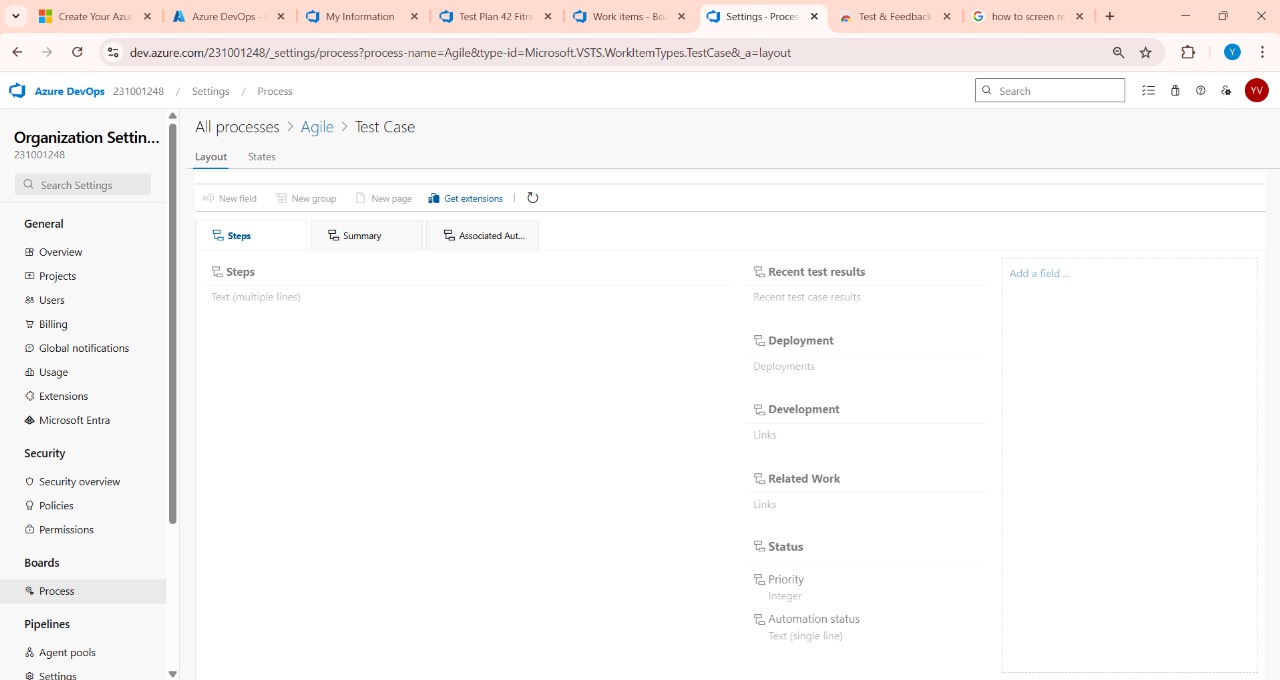 Create Your Azur
Azure DevOps -
My Information
Test Plan 42 Fitn
Work items - Boa
Settings · Proces
Test & Feedback
how to screen re
dev.azure.com/231001248/_settings/process?process-name=Agile&type-id=Microsoft.VSTS.WorkItemTypes.TestCase&_a=layout
Y
Azure DevOps 231001248 / Settings / Process
Search
YV
Organization Settin...
231001248
Search Settings
General
Overview
Projects
Users
Billing
Global notifications
Usage
Extensions
Microsoft Entra
Security
Security overview
Policies
Permissions
Boards
Process
Pipelines
Agent pools
Settings
All processes > Agile > Test Case
Layout States
New field New group New page Get extensions
Steps Summary Associated Aut...
Steps
Text (multiple lines)
Recent test results
Recent test case results
Deployment
Deployments
Development
Links
Related Work
Links
Status
Priority
Integer
Automation status
Text (single line)
Add a field ...